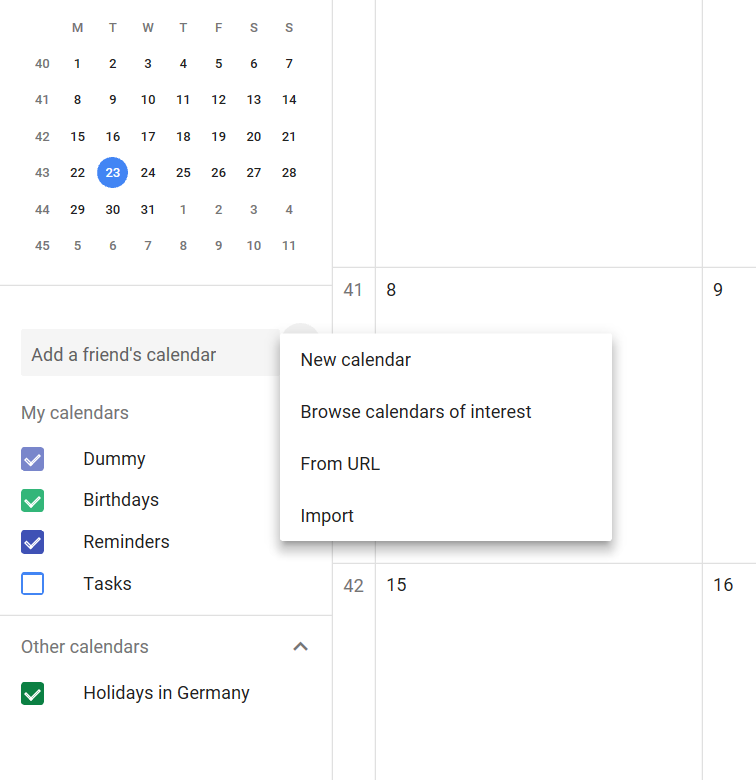 M T W T F S S
40 1 2 3 4 5 6 7
41 8 9 10 11 12 13 14
42 15 16 17 18 19 20 21
43 22 23 24 25 26 27 28
44 29 30 31 1 2 3 4
45 5 6 7 8 9 10 11
Add a friend's calendar
My calendars
Dummy
Birthdays
Reminders
Tasks
Other calendars
Holidays in Germany
New calendar
Browse calendars of interest
From URL
Import
41 8 9
42 15 16